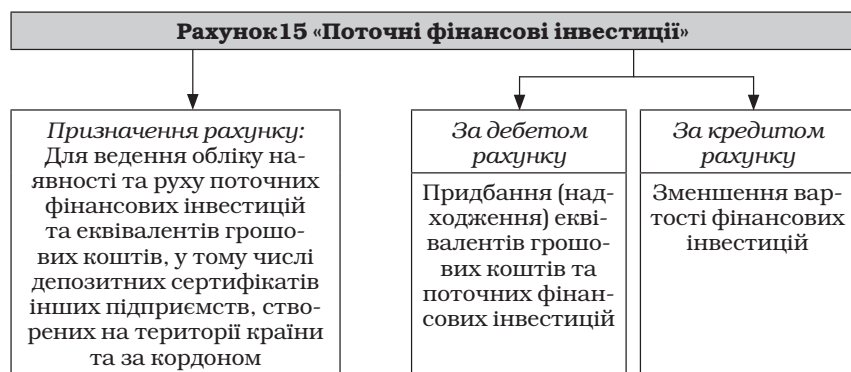 Рахунок 15 «Поточні фінансові інвестиції»
Призначення рахунку:
Для ведення обліку на-
явності та руху поточних
фінансових інвестицій
та еквівалентів грошо-
вих коштів, у тому числі
депозитних сертифікатів
інших підприємств, ство-
рених на території країни
та за кордоном
За дебетом
рахунку
Придбання (над-
ходження) екві-
валентів грошо-
вих коштів та
поточних фінан-
сових інвестицій
За кредитом
рахунку
Зменшення вар-
тості фінансових
інвестицій